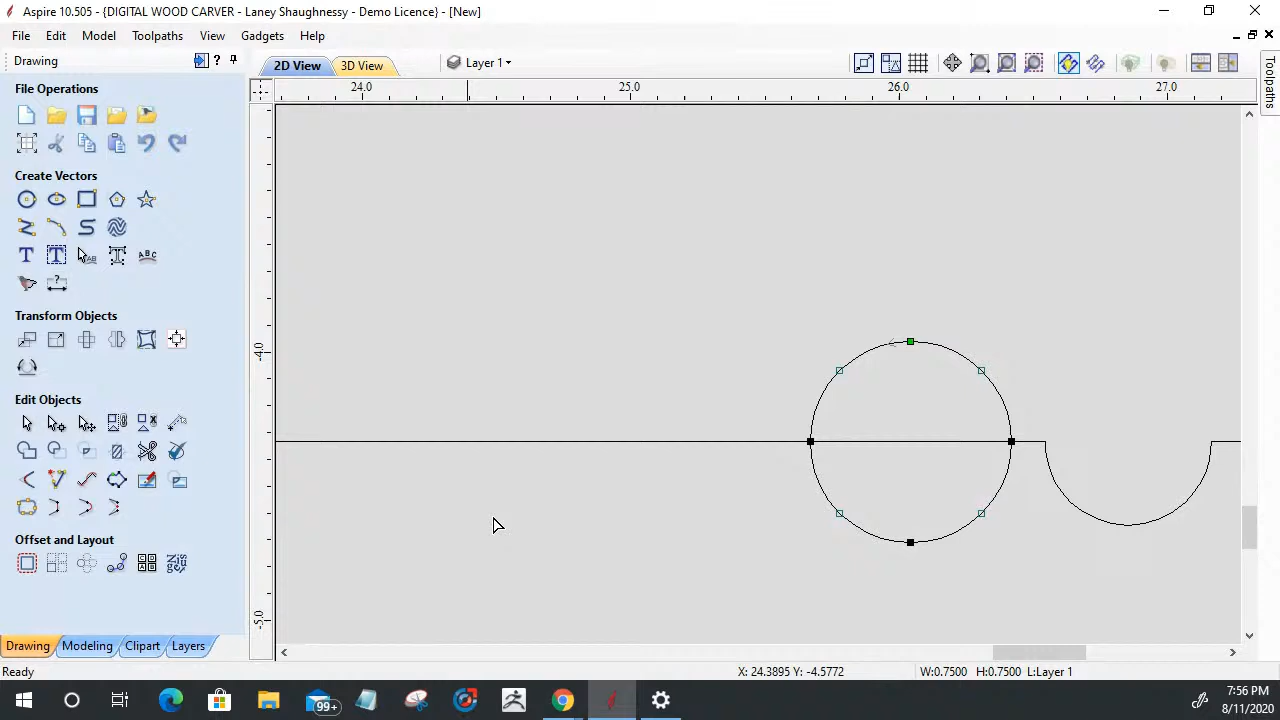 Aspire 10.505 - {DIGITAL WOOD CARVER - Laney Shaughnessy - Demo Licence} - [New]
File Edit Model Toolpaths View Gadgets Help
Drawing
?
2D View 3D View Layer 1
24.0 25.0 26.0 27.0
File Operations
Create Vectors
T T AB T ABC
?
Transform Objects
Edit Objects
Offset and Layout
-4.0
-5.0
Toolpaths
Drawing Modeling Clipart Layers
Ready X: 24.3895 Y: -4.5772 W:0.7500 H:0.7500 L:Layer 1
99+
7:56 PM
8/11/2020